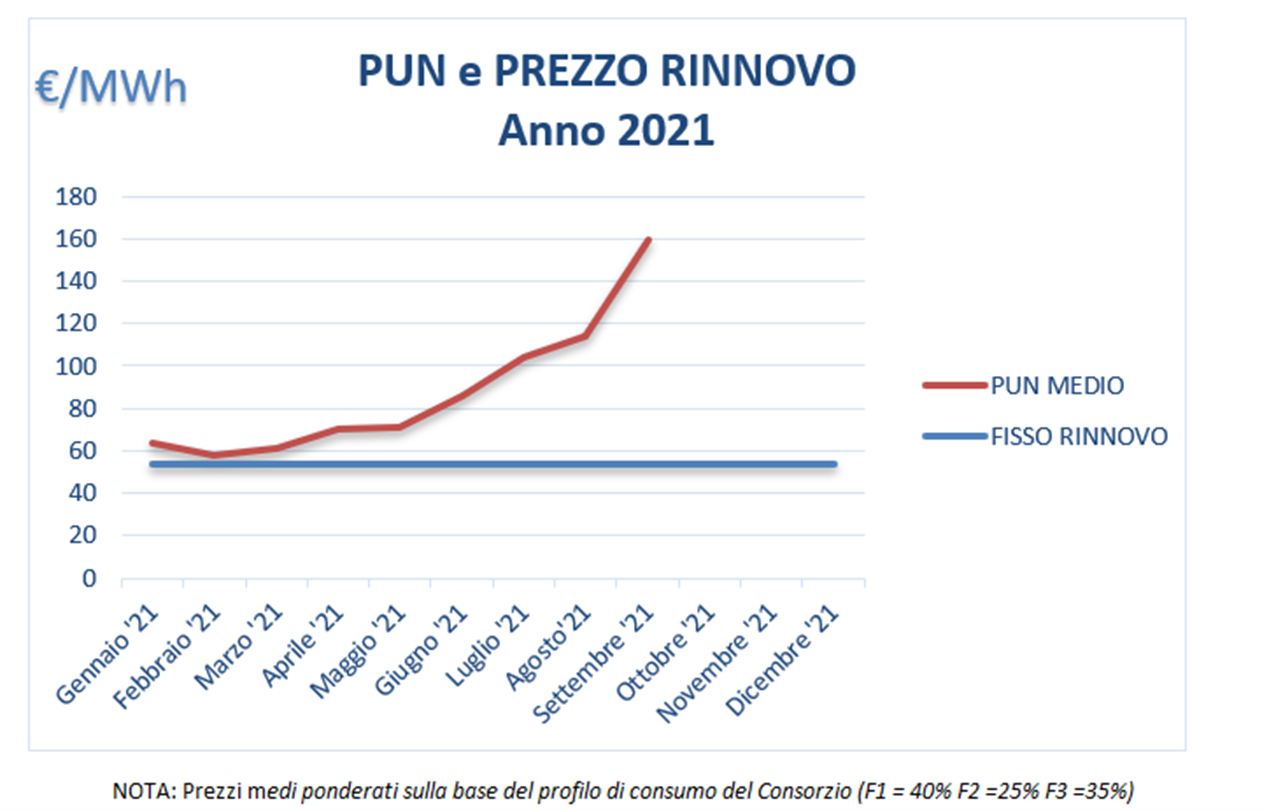 €/MWh
PUN e PREZZO RINNOVO
Anno 2021
180
160
140
120
100
80
60
40
20
0
Gennaio '21
Febbraio '21
Marzo '21
Aprile '21
Maggio '21
Giugno '21
Luglio '21
Agosto'21
Settembre '21
Ottobre '21
Novembre '21
Dicembre '21
PUN MEDIO
FISSO RINNOVO
NOTA: Prezzi medi ponderati sulla base del profilo di consumo del Consorzio (F1 = 40% F2 =25% F3 =35%)